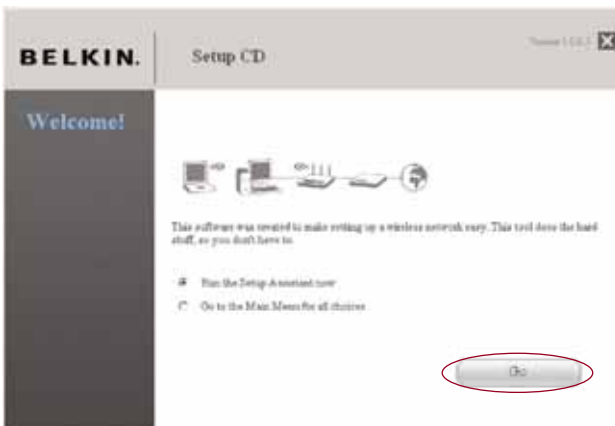 BELKIN.
Setup CD
Version
Welcome!
This software was created to make setting up a wireless network easy. This tool does the hard
stuff, so you don't have to.
Run the Setup Assistant now
Go to the Main Menu for all choices
Go